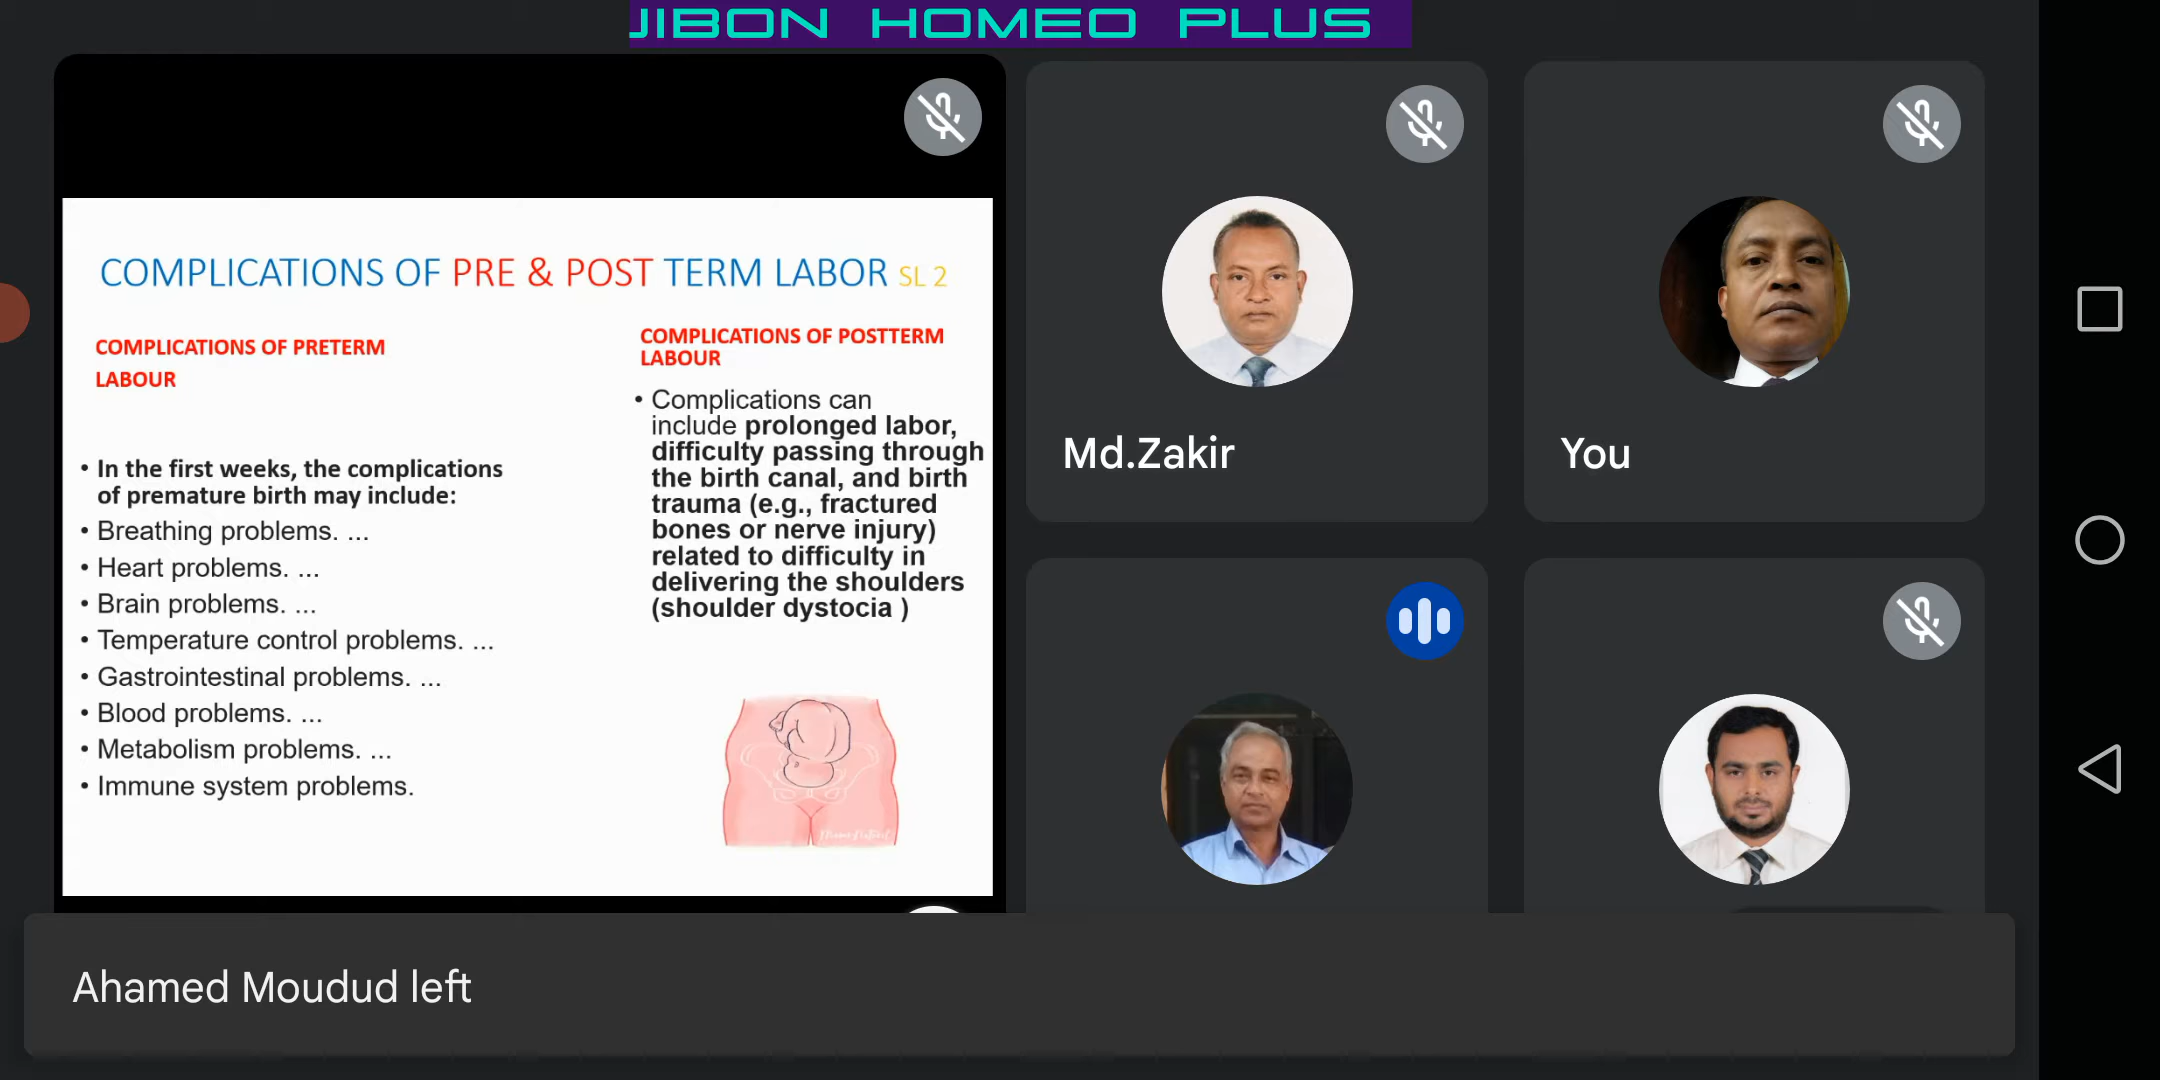 JIBON HOMEO PLUS
COMPLICATIONS OF PRE & POST TERM LABOR SL 2
COMPLICATIONS OF PRETERM
LABOUR
• In the first weeks, the complications
of premature birth may include:
• Breathing problems. ...
• Heart problems. ...
• Brain problems. ...
• Temperature control problems. ...
• Gastrointestinal problems. ...
• Blood problems. ...
• Metabolism problems. ...
• Immune system problems.
COMPLICATIONS OF POSTTERM
LABOUR
• Complications can
include prolonged labor,
difficulty passing through
the birth canal, and birth
trauma (e.g., fractured
bones or nerve injury)
related to difficulty in
delivering the shoulders
(shoulder dystocia )
Md.Zakir
You
Ahamed Moudud left